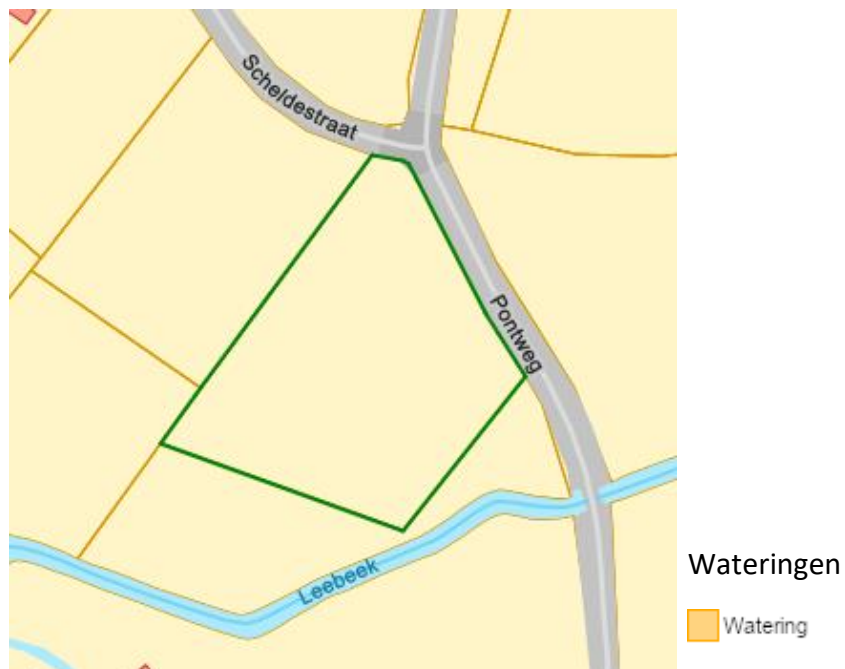 Scheldestraat
Pontweg
Leebeek
Wateringen
Watering